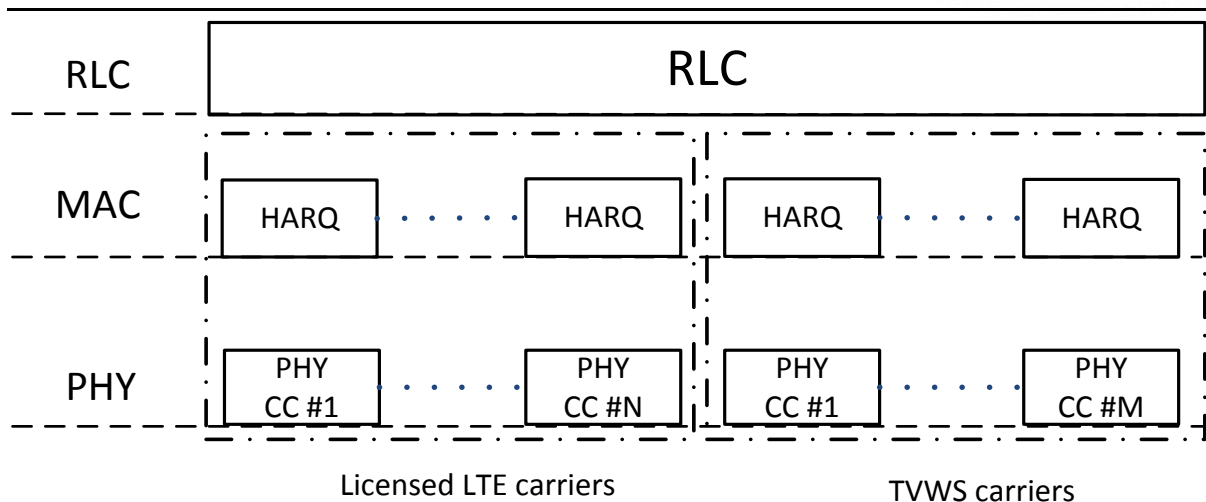 RLC
RLC
MAC
HARQ HARQ HARQ HARQ
PHY
PHY PHY PHY PHY
CC #1 CC #N CC #1 CC #M
Licensed LTE carriers
TVWS carriers